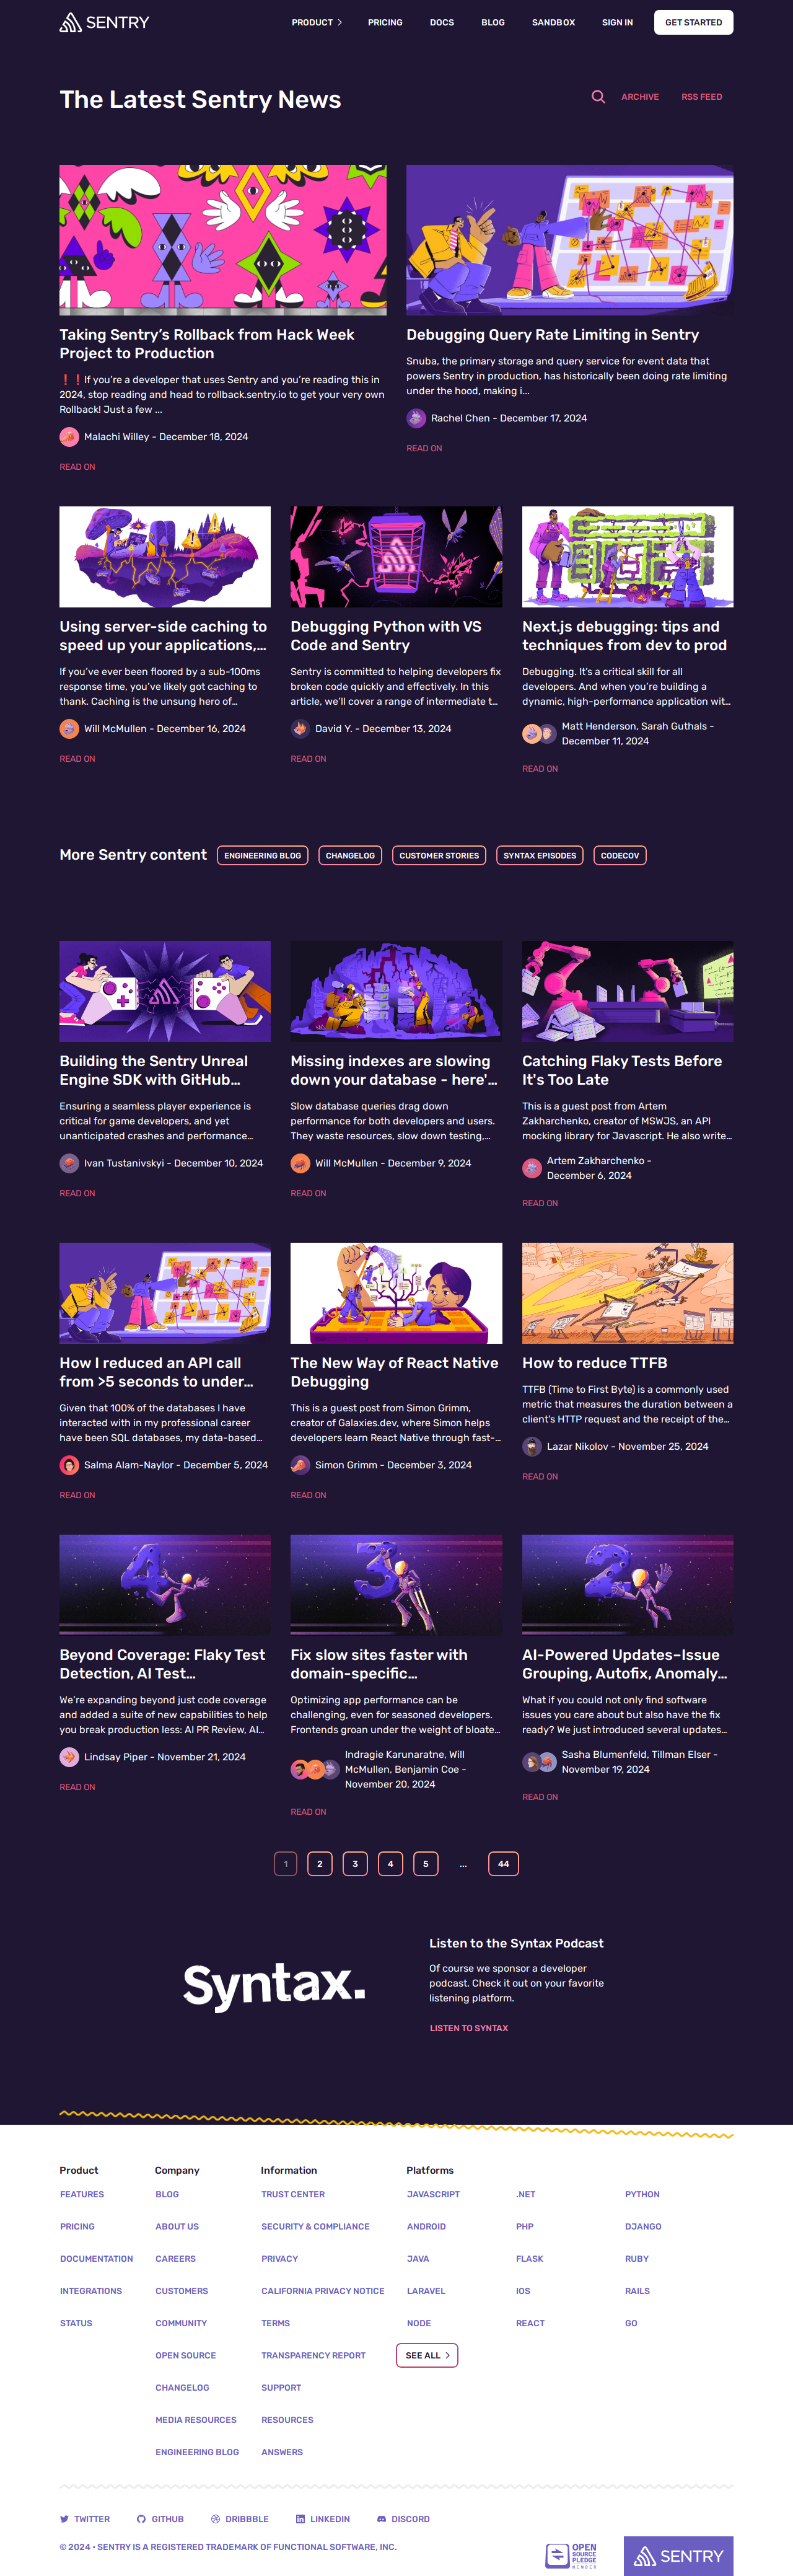 SENTRY
PRODUCT
PRICING
DOCS
BLOG
SANDBOX
SIGN IN
GET STARTED
The Latest Sentry News
ARCHIVE
RSS FEED
Taking Sentry’s Rollback from Hack Week
Project to Production
❗❗If you’re a developer that uses Sentry and you’re reading this in
2024, stop reading and head to rollback.sentry.io to get your very own
Rollback! Just a few ...
Malachi Willey - December 18, 2024
READ ON
Debugging Query Rate Limiting in Sentry
Snuba, the primary storage and query service for event data that
powers Sentry in production, has historically been doing rate limiting
under the hood, making i...
Rachel Chen - December 17, 2024
READ ON
Using server-side caching to
speed up your applications,…
If you’ve ever been floored by a sub-100ms
response time, you’ve likely got caching to
thank. Caching is the unsung hero of…
Will McMullen - December 16, 2024
READ ON
Debugging Python with VS
Code and Sentry
Sentry is committed to helping developers fix
broken code quickly and effectively. In this
article, we’ll cover a range of intermediate t…
David Y. - December 13, 2024
READ ON
Next.js debugging: tips and
techniques from dev to prod
Debugging. It’s a critical skill for all
developers. And when you’re building a
dynamic, high-performance application wit…
Matt Henderson, Sarah Guthals -
December 11, 2024
READ ON
More Sentry content
ENGINEERING BLOG
CHANGELOG
CUSTOMER STORIES
SYNTAX EPISODES
CODECOV
Building the Sentry Unreal
Engine SDK with GitHub…
Ensuring a seamless player experience is
critical for game developers, and yet
unanticipated crashes and performance…
Ivan Tustanivskyi - December 10, 2024
READ ON
Missing indexes are slowing
down your database - here'…
Slow database queries drag down
performance for both developers and users.
They waste resources, slow down testing,…
Will McMullen - December 9, 2024
READ ON
Catching Flaky Tests Before
It's Too Late
This is a guest post from Artem
Zakharchenko, creator of MSWJS, an API
mocking library for Javascript. He also write…
Artem Zakharchenko -
December 6, 2024
READ ON
How I reduced an API call
from >5 seconds to under…
Given that 100% of the databases I have
interacted with in my professional career
have been SQL databases, my data-based…
Salma Alam-Naylor - December 5, 2024
READ ON
The New Way of React Native
Debugging
This is a guest post from Simon Grimm,
creator of Galaxies.dev, where Simon helps
developers learn React Native through fast-…
Simon Grimm - December 3, 2024
READ ON
How to reduce TTFB
TTFB (Time to First Byte) is a commonly used
metric that measures the duration between a
client’s HTTP request and the receipt of the…
Lazar Nikolov - November 25, 2024
READ ON
4
Beyond Coverage: Flaky Test
Detection, AI Test…
We’re expanding beyond just code coverage
and added a suite of new capabilities to help
you break production less: AI PR Review, AI…
Lindsay Piper - November 21, 2024
READ ON
3
Fix slow sites faster with
domain-specific…
Optimizing app performance can be
challenging, even for seasoned developers.
Frontends groan under the weight of bloate…
Indragie Karunaratne, Will
McMullen, Benjamin Coe -
November 20, 2024
READ ON
2
AI-Powered Updates–Issue
Grouping, Autofix, Anomaly…
What if you could not only find software
issues you care about but also have the fix
ready? We just introduced several updates…
Sasha Blumenfeld, Tillman Elser -
November 19, 2024
READ ON
1
2
3
4
5
...
44
Syntax.
Listen to the Syntax Podcast
Of course we sponsor a developer
podcast. Check it out on your favorite
listening platform.
LISTEN TO SYNTAX
Product
FEATURES
PRICING
DOCUMENTATION
INTEGRATIONS
STATUS
Company
BLOG
ABOUT US
CAREERS
CUSTOMERS
COMMUNITY
OPEN SOURCE
CHANGELOG
MEDIA RESOURCES
ENGINEERING BLOG
Information
TRUST CENTER
SECURITY & COMPLIANCE
PRIVACY
CALIFORNIA PRIVACY NOTICE
TERMS
TRANSPARENCY REPORT
SUPPORT
RESOURCES
ANSWERS
Platforms
JAVASCRIPT
ANDROID
JAVA
LARAVEL
NODE
SEE ALL
.NET
PHP
FLASK
IOS
REACT
PYTHON
DJANGO
RUBY
RAILS
GO
TWITTER
GITHUB
DRIBBBLE
LINKEDIN
DISCORD
© 2024 • SENTRY IS A REGISTERED TRADEMARK OF FUNCTIONAL SOFTWARE, INC.
OPEN
SOURCE
PLEDGE
MEMBER
SENTRY